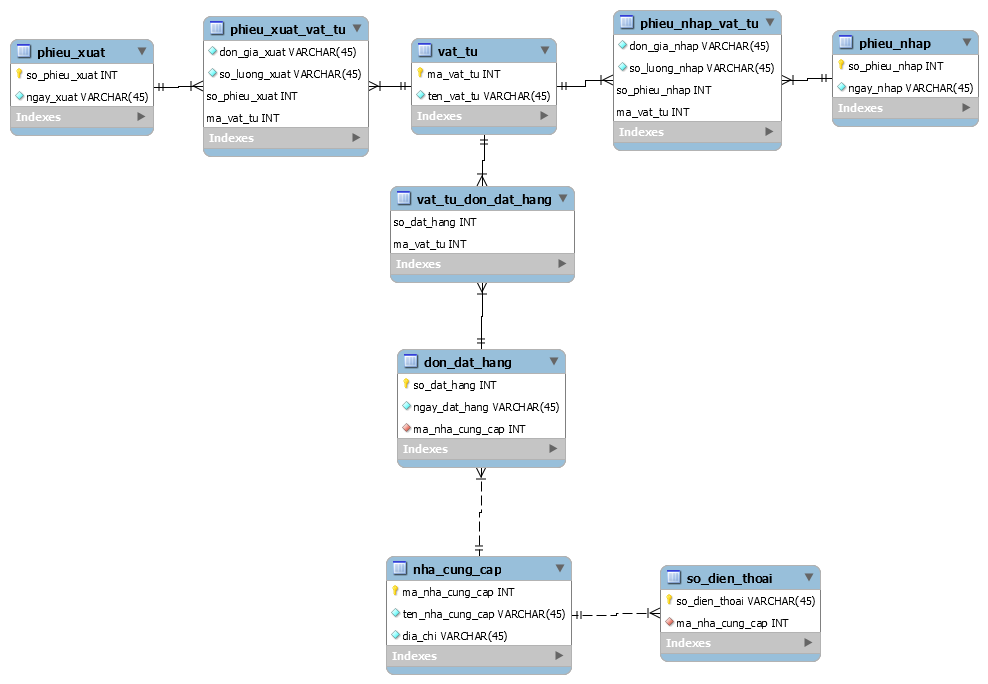 phieu_xuat
so_phieu_xuat INT
ngay_xuat VARCHAR(45)
Indexes
phieu_xuat_vat_tu
don_gia_xuat VARCHAR(45)
so_luong_xuat VARCHAR(45)
so_phieu_xuat INT
ma_vat_tu INT
Indexes
vat_tu
ma_vat_tu INT
ten_vat_tu VARCHAR(45)
Indexes
phieu_nhap_vat_tu
don_gia_nhap VARCHAR(45)
so_luong_nhap VARCHAR(45)
so_phieu_nhap INT
ma_vat_tu INT
Indexes
phieu_nhap
so_phieu_nhap INT
ngay_nhap VARCHAR(45)
Indexes
vat_tu_don_dat_hang
so_dat_hang INT
ma_vat_tu INT
Indexes
don_dat_hang
so_dat_hang INT
ngay_dat_hang VARCHAR(45)
ma_nha_cung_cap INT
Indexes
nha_cung_cap
ma_nha_cung_cap INT
ten_nha_cung_cap VARCHAR(45)
dia_chi VARCHAR(45)
Indexes
so_dien_thoai
so_dien_thoai VARCHAR(45)
ma_nha_cung_cap INT
Indexes